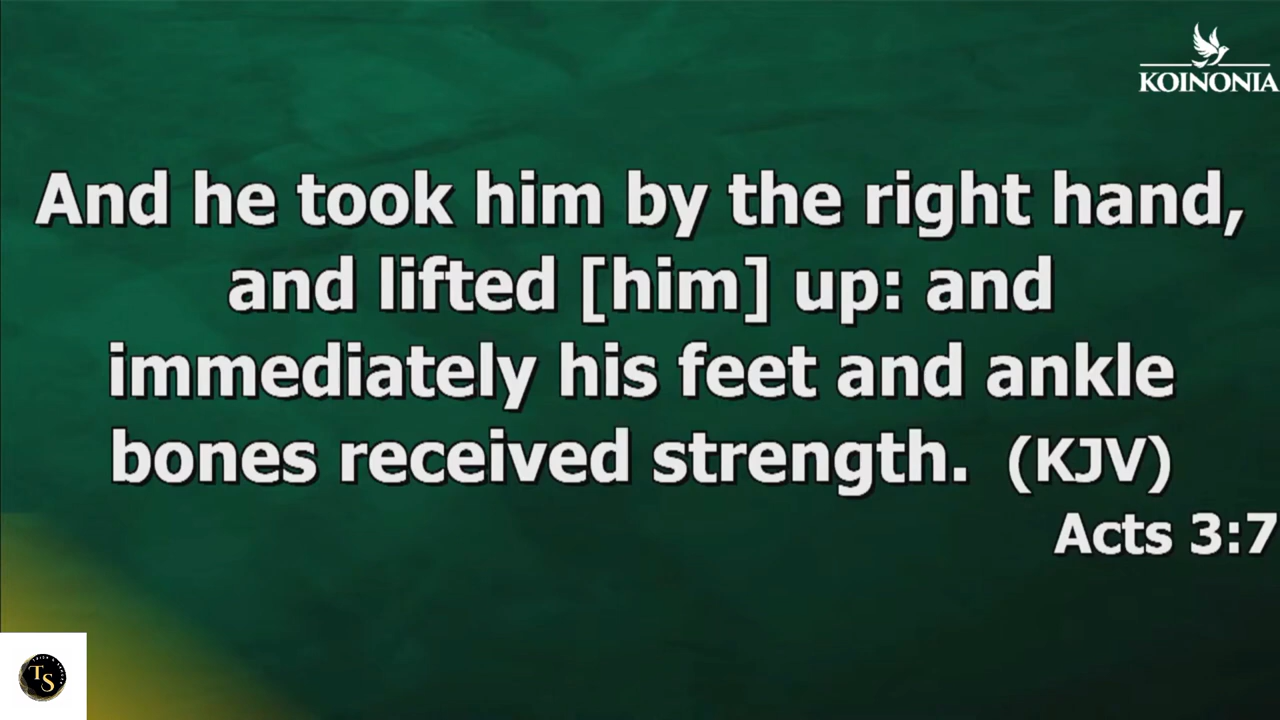 KOINONIA
And he took him by the right hand,
and lifted [him] up: and
immediately his feet and ankle
bones received strength. (KJV)
Acts 3:7
TS